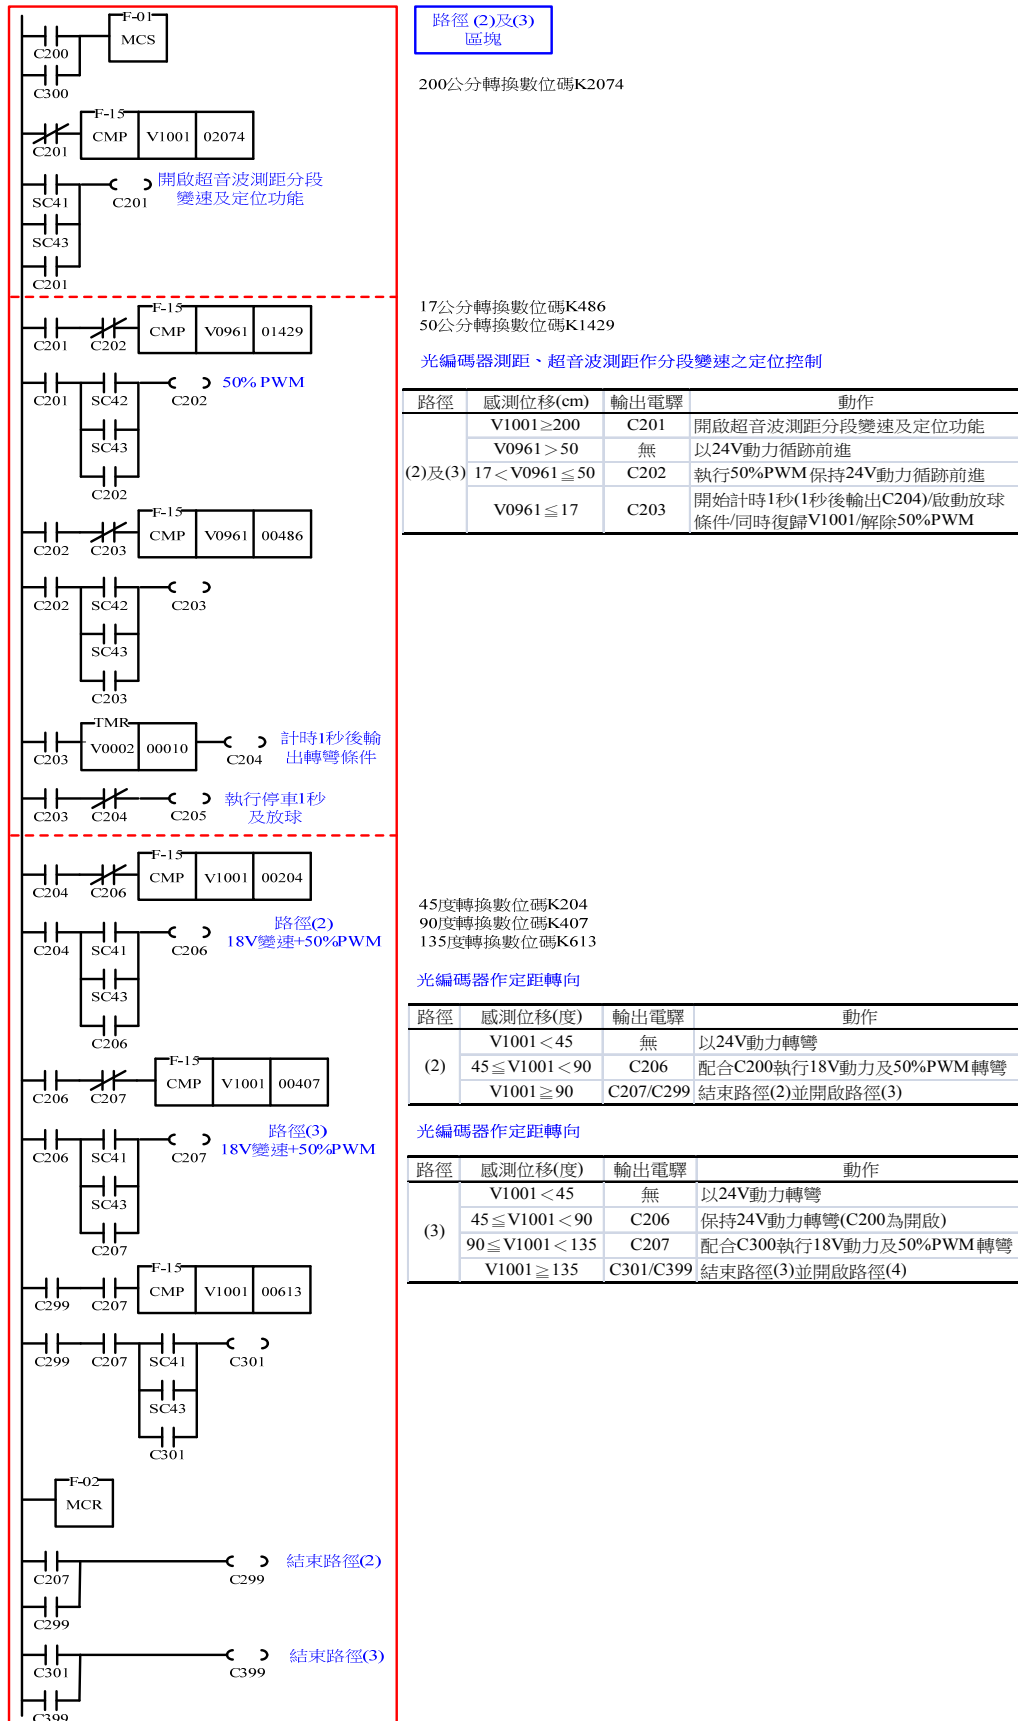 F-01
MCS
C200
C300
F-15
CMP V1001 02074
C201
SC41 C201 開啟超音波測距分段
變速及定位功能
SC43
C201
F-15
CMP V0961 01429
C201 C202
50% PWM
C201 SC42 C202
SC43
C202
F-15
CMP V0961 00486
C202 C203
C202 SC42 C203
SC43
C203
TMR
V0002 00010
C203 C204 計時1秒後輸
出轉彎條件
C203 C204 C205 執行停車1秒
及放球
F-15
CMP V1001 00204
C204 C206
路徑(2)
18V變速+50%PWM
C204 SC41 C206
SC43
C206
F-15
CMP V1001 00407
C206 C207
路徑(3)
18V變速+50%PWM
C206 SC41 C207
SC43
C207
F-15
CMP V1001 00613
C299 C207
C299 C207 SC41 C301
SC43
C301
F-02
MCR
C207 C299 結束路徑(2)
C299
C301 C399 結束路徑(3)
C399
路徑 (2)及(3)
區塊
200公分轉換數位碼K2074
17公分轉換數位碼K486
50公分轉換數位碼K1429
光編碼器測距、超音波測距作分段變速之定位控制
路徑 感測位移(cm) 輸出電驛 動作
(2)及(3)
V1001≥200 C201 開啟超音波測距分段變速及定位功能
V0961＞50 無 以24V動力循跡前進
17＜V0961≦50 C202 執行50%PWM保持24V動力循跡前進
V0961≦17 C203 開始計時1秒(1秒後輸出C204)/啟動放球
條件/同時復歸V1001/解除50%PWM
45度轉換數位碼K204
90度轉換數位碼K407
135度轉換數位碼K613
光編碼器作定距轉向
路徑 感測位移(度) 輸出電驛 動作
(2)
V1001＜45 無 以24V動力轉彎
45≦V1001＜90 C206 配合C200執行18V動力及50%PWM轉彎
V1001≧90 C207/C299 結束路徑(2)並開啟路徑(3)
光編碼器作定距轉向
路徑 感測位移(度) 輸出電驛 動作
(3)
V1001＜45 無 以24V動力轉彎
45≦V1001＜90 C206 保持24V動力轉彎(C200為開啟)
90≦V1001＜135 C207 配合C300執行18V動力及50%PWM轉彎
V1001≧135 C301/C399 結束路徑(3)並開啟路徑(4)